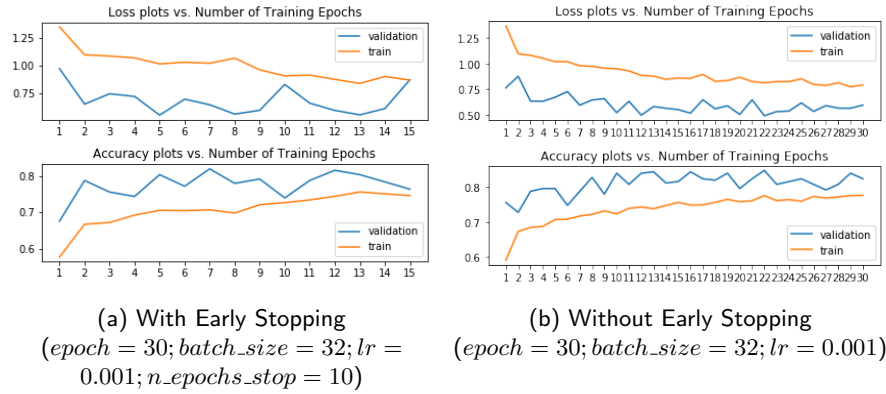 Loss plots vs. Number of Training Epochs
1.25
1.00
0.75
validation
train
1 2 3 4 5 6 7 8 9 10 11 12 13 14 15
Accuracy plots vs. Number of Training Epochs
0.8
0.7
0.6
validation
train
1 2 3 4 5 6 7 8 9 10 11 12 13 14 15
(a) With Early Stopping
(epoch = 30; batch_size = 32; lr =
0.001; n_epochs_stop = 10)
Loss plots vs. Number of Training Epochs
1.25
1.00
0.75
0.50
validation
train
1 2 3 4 5 6 7 8 9 10 11 12 13 14 15 16 17 18 19 20 21 22 23 24 25 26 27 28 29 30
Accuracy plots vs. Number of Training Epochs
0.8
0.7
0.6
validation
train
1 2 3 4 5 6 7 8 9 10 11 12 13 14 15 16 17 18 19 20 21 22 23 24 25 26 27 28 29 30
(b) Without Early Stopping
(epoch = 30; batch_size = 32; lr = 0.001)